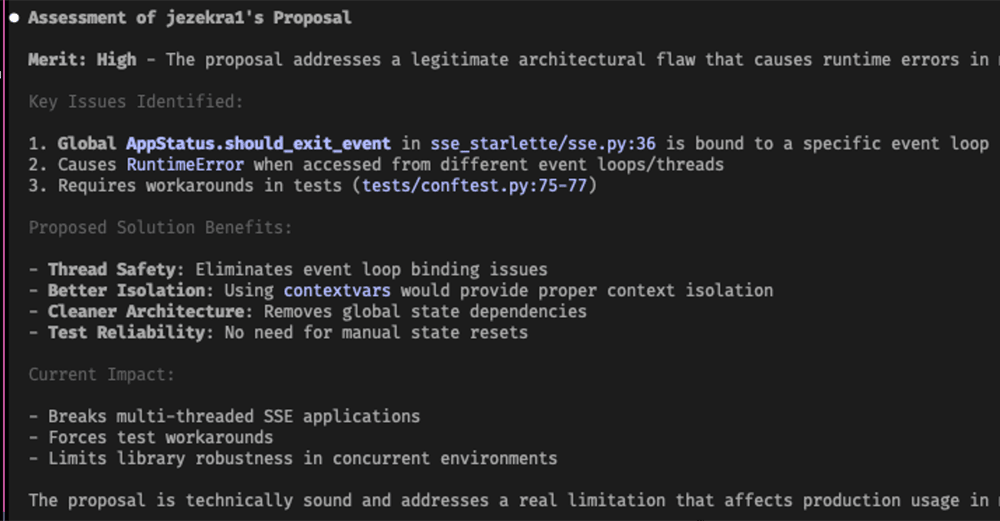 ● Assessment of jezekra1's Proposal
Merit: High - The proposal addresses a legitimate architectural flaw that causes runtime errors in
Key Issues Identified:
1. Global AppStatus.should_exit_event in sse_starlette/sse.py:36 is bound to a specific event loop
2. Causes RuntimeError when accessed from different event loops/threads
3. Requires workarounds in tests (tests/conftest.py:75-77)
Proposed Solution Benefits:
- Thread Safety: Eliminates event loop binding issues
- Better Isolation: Using contextvars would provide proper context isolation
- Cleaner Architecture: Removes global state dependencies
- Test Reliability: No need for manual state resets
Current Impact:
- Breaks multi-threaded SSE applications
- Forces test workarounds
- Limits library robustness in concurrent environments
The proposal is technically sound and addresses a real limitation that affects production usage in